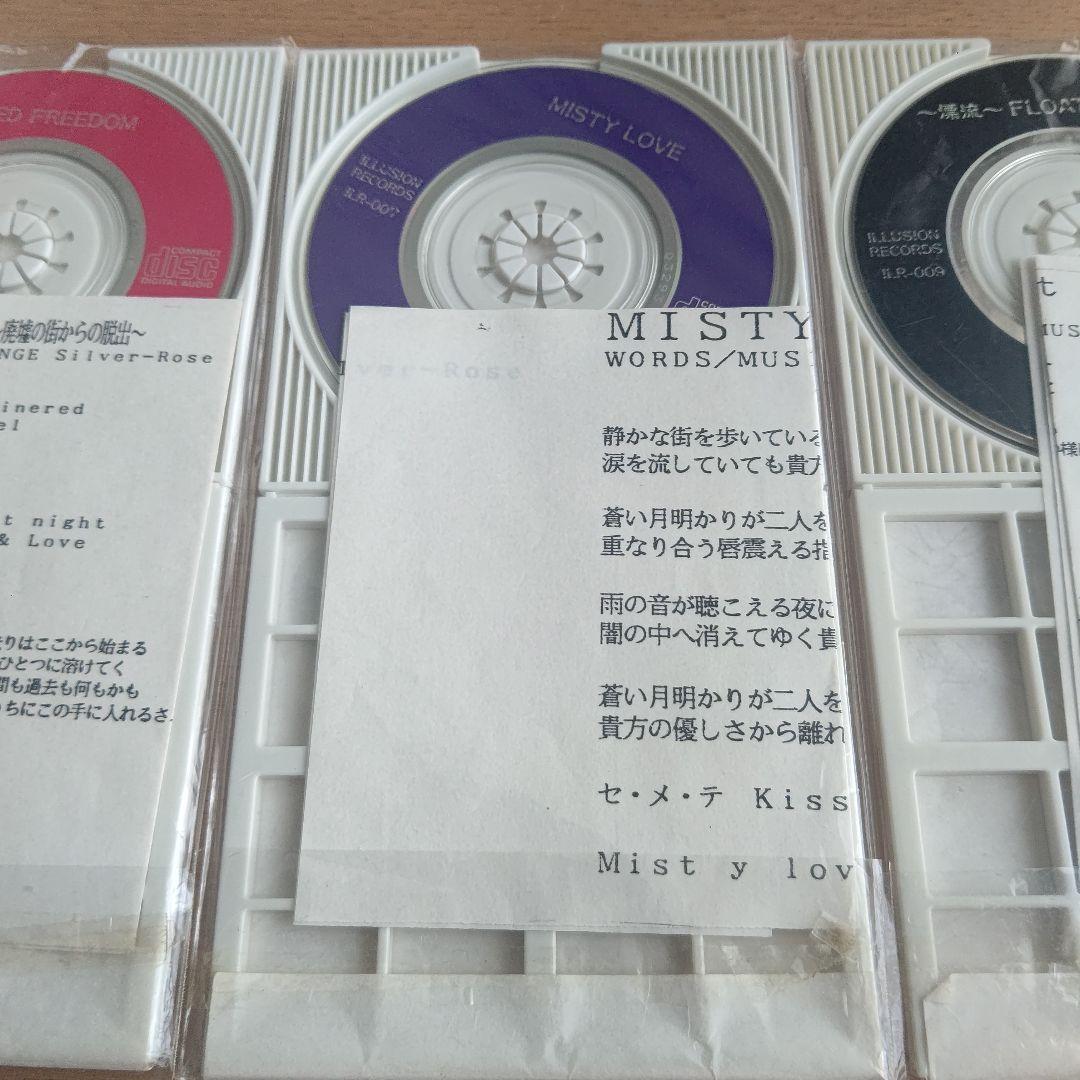 ED FREEDOM
COMPACT
disc
DIGITAL AUDIO
~廃墟の街からの脱出~
NGE Silver-Rose
inered
el
t night
& Love
りはここから始まる
ひとつに溶けてく
間も過去も何もかも
ちにこの手に入れるさ
MISTY LOVE
ILLUSION
RECORDS
ILR-007
MISTY
WORDS/MUSI
静かな街を歩いている
涙を流していても貴方
蒼い月明かりが二人を
重なり合う唇震える指
雨の音が聴こえる夜に
闇の中へ消えてゆく貴
蒼い月明かりが二人を
貴方の優しさから離れ
セ・メ・テ Kiss
Misty lov
~漂流~ FLOAT
ILLUSION
RECORDS
ILR-009
セ
MUS
様